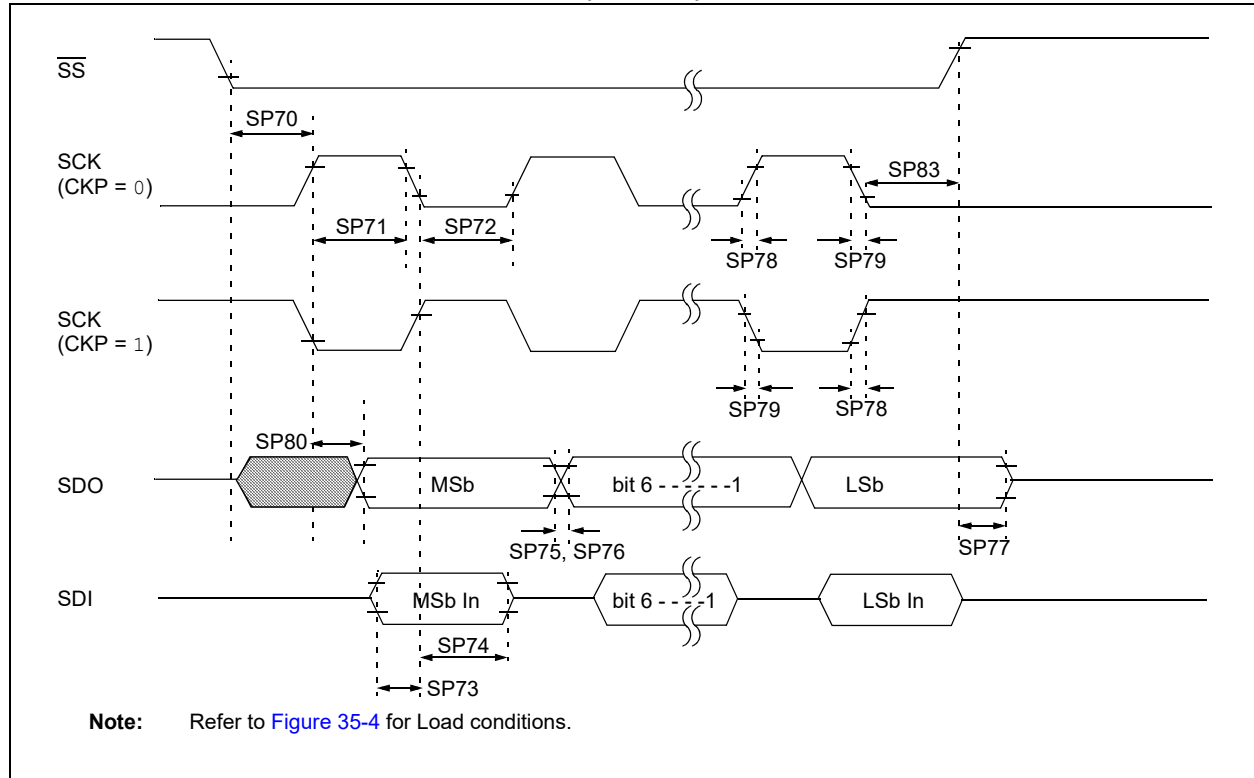 SS
SP70
SCK
(CKP = 0)
SP83
SP71
SP72
SP78
SP79
SCK
(CKP = 1)
SP79
SP78
SP80
SDO
MSb
bit 6 - - - - - -1
LSb
SP75, SP76
SP77
SDI
MSb In
bit 6 - - - -1
LSb In
SP74
SP73
Note: Refer to Figure 35-4 for Load conditions.